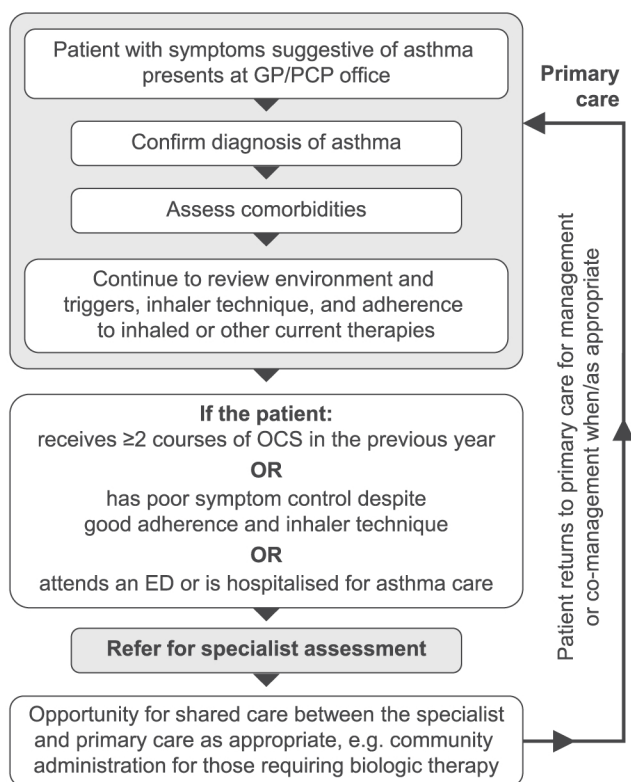 Patient with symptoms suggestive of asthma
presents at GP/PCP office
Primary
care
Confirm diagnosis of asthma
Assess comorbidities
Continue to review environment and
triggers, inhaler technique, and adherence
to inhaled or other current therapies
If the patient:
receives ≥2 courses of OCS in the previous year
OR
has poor symptom control despite
good adherence and inhaler technique
OR
attends an ED or is hospitalised for asthma care
Refer for specialist assessment
Opportunity for shared care between the specialist
and primary care as appropriate, e.g. community
administration for those requiring biologic therapy
Patient returns to primary care for management
or co-management when/as appropriate